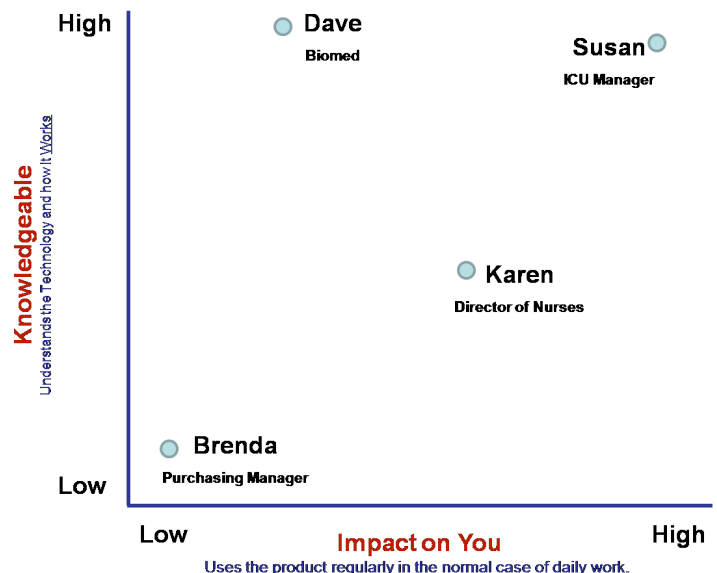 High
Dave
Biomed
Susan
ICU Manager
Knowledgeable
Understands the Technology and how It Works
Karen
Director of Nurses
Brenda
Purchasing Manager
Low
Low
High
Impact on You
Uses the product regularly in the normal case of daily work.